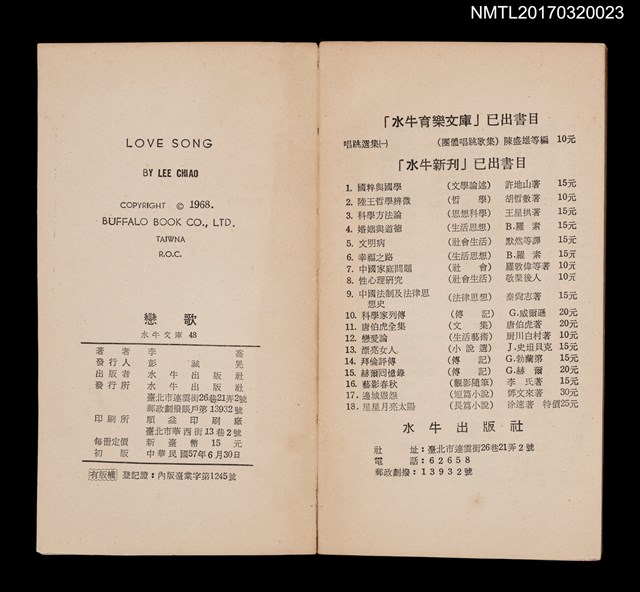 NMTL20170320023
LOVE SONG
BY LEE CHIAO
COPYRIGHT © 1968.
BUFFALO BOOK CO., LTD.
TAIWNA
R.O.C.
戀歌
水牛文庫 48
著者 李喬
發行人 彭誠晃
出版者 水牛出版社
發行所 水牛出版社
臺北市連雲街26巷21弄2號
郵政劃撥賬戶第13932號
印刷所 順鑫印刷廠
臺北市華西街13巷2號
每冊定價 新臺幣15元
初版 中華民國57年6月30日
有版權 登記證:內版臺業字第1245號
「水牛育樂文庫」已出書目
唱跳選集㈠ (團體唱跳歌集) 陳盛雄等編 10元
「水牛新刊」已出書目
1. 國粹與國學 (文學論述) 許地山著 15元
2. 陸王哲學辨微 (哲學) 胡哲敷著 10元
3. 科學方法論 (思想科學) 王星拱著 15元
4. 婚姻與道德 (生活思想) B.羅素 15元
5. 文明病 (社會生活) 默然等譯 15元
6. 幸福之路 (生活思想) B.羅素 15元
7. 中國家庭問題 (社會) 羅敦偉等著 10元
8. 性心理研究 (社會生活) 敬棠後人 10元
9. 中國法制及法律思想史 (法律思想) 秦尚志著 15元
10. 科學家列傳 (傳記) G.威爾遜 20元
11. 唐伯虎全集 (文集) 唐伯虎著 20元
12. 戀愛論 (生活藝術) 厨川白村著 10元
13. 漂亮女人 (小說選) J.史坦貝克 15元
14. 拜倫評傳 (傳記) G.勃蘭第 15元
15. 赫爾回憶錄 (傳記) G.赫爾 20元
16. 藝影春秋 (觀影隨筆) 李氏著 15元
17. 邊城恩怨 (短篇小說) 鄧文來著 30元
18. 星星月亮太陽 (長篇小說) 徐速著 特價25元
水牛出版社
社址:臺北市連雲街26巷21弄2號
電話:62658
郵政劃撥:13932號